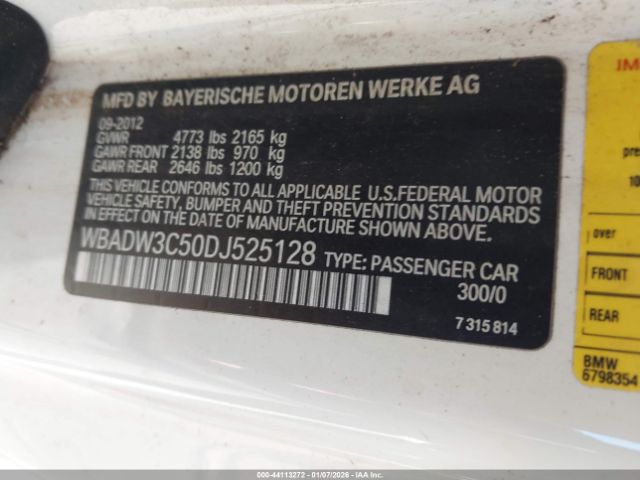 MFD BY BAYERISCHE MOTOREN WERKE AG
09-2012
GVWR 4773 lbs 2165 kg
GAWR FRONT 2138 lbs 970 kg
GAWR REAR 2646 lbs 1200 kg
THIS VEHICLE CONFORMS TO ALL APPLICABLE U.S.FEDERAL MOTOR
VEHICLE SAFETY, BUMPER AND THEFT PREVENTION STANDARDS
IN EFFECT ON THE DATE OF MANUFACTURE SHOWN ABOVE.
WBADW3C50DJ525128 TYPE: PASSENGER CAR
300/0
7 315 814
over
FRONT
REAR
BMW
6798354
000-44113272 - 01/07/2026 - COPYRIGHT IAA, LLC